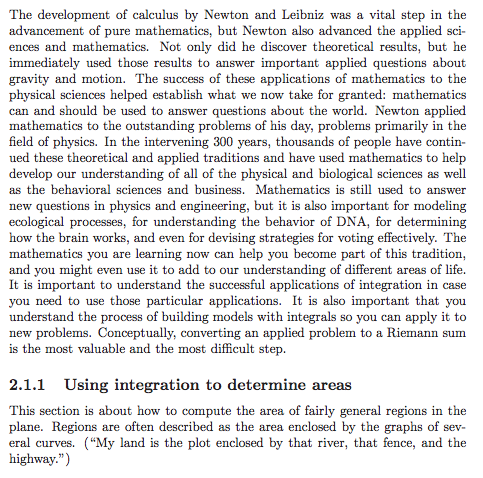 The development of calculus by Newton and Leibniz was a vital step in the
advancement of pure mathematics, but Newton also advanced the applied sci-
ences and mathematics. Not only did he discover theoretical results, but he
immediately used those results to answer important applied questions about
gravity and motion. The success of these applications of mathematics to the
physical sciences helped establish what we now take for granted: mathematics
can and should be used to answer questions about the world. Newton applied
mathematics to the outstanding problems of his day, problems primarily in the
field of physics. In the intervening 300 years, thousands of people have contin-
ued these theoretical and applied traditions and have used mathematics to help
develop our understanding of all of the physical and biological sciences as well
as the behavioral sciences and business. Mathematics is still used to answer
new questions in physics and engineering, but it is also important for modeling
ecological processes, for understanding the behavior of DNA, for determining
how the brain works, and even for devising strategies for voting effectively. The
mathematics you are learning now can help you become part of this tradition,
and you might even use it to add to our understanding of different areas of life.
It is important to understand the successful applications of integration in case
you need to use those particular applications. It is also important that you
understand the process of building models with integrals so you can apply it to
new problems. Conceptually, converting an applied problem to a Riemann sum
is the most valuable and the most difficult step.
2.1.1 Using integration to determine areas
This section is about how to compute the area of fairly general regions in the
plane. Regions are often described as the area enclosed by the graphs of sev-
eral curves. (“My land is the plot enclosed by that river, that fence, and the
highway.”)